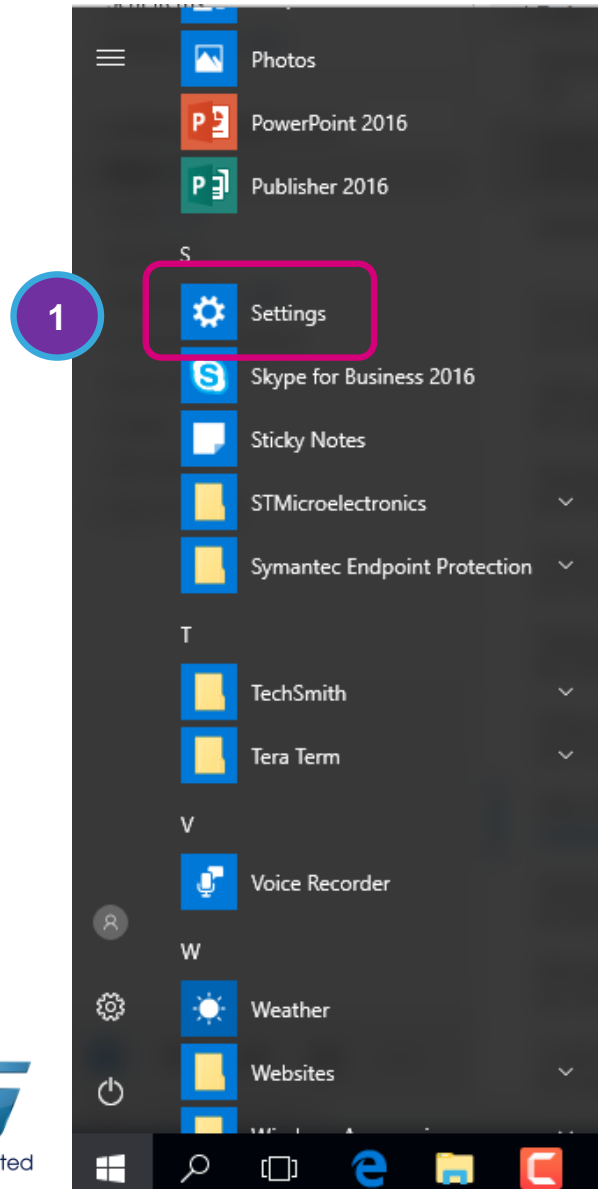 Photos
PowerPoint 2016
Publisher 2016
S
1
Settings
Skype for Business 2016
Sticky Notes
STMicroelectronics
Symantec Endpoint Protection
T
TechSmith
Tera Term
V
Voice Recorder
W
Weather
Websites
ted